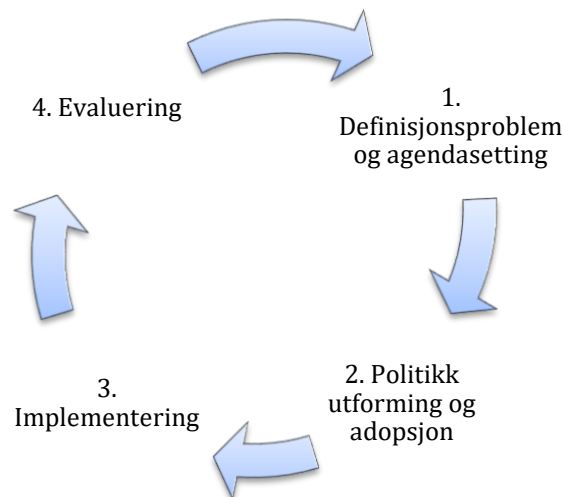 1.
Definisjonsproblem
og agendasetting
2. Politikk
utforming og
adopsjon
3.
Implementering
4. Evaluering